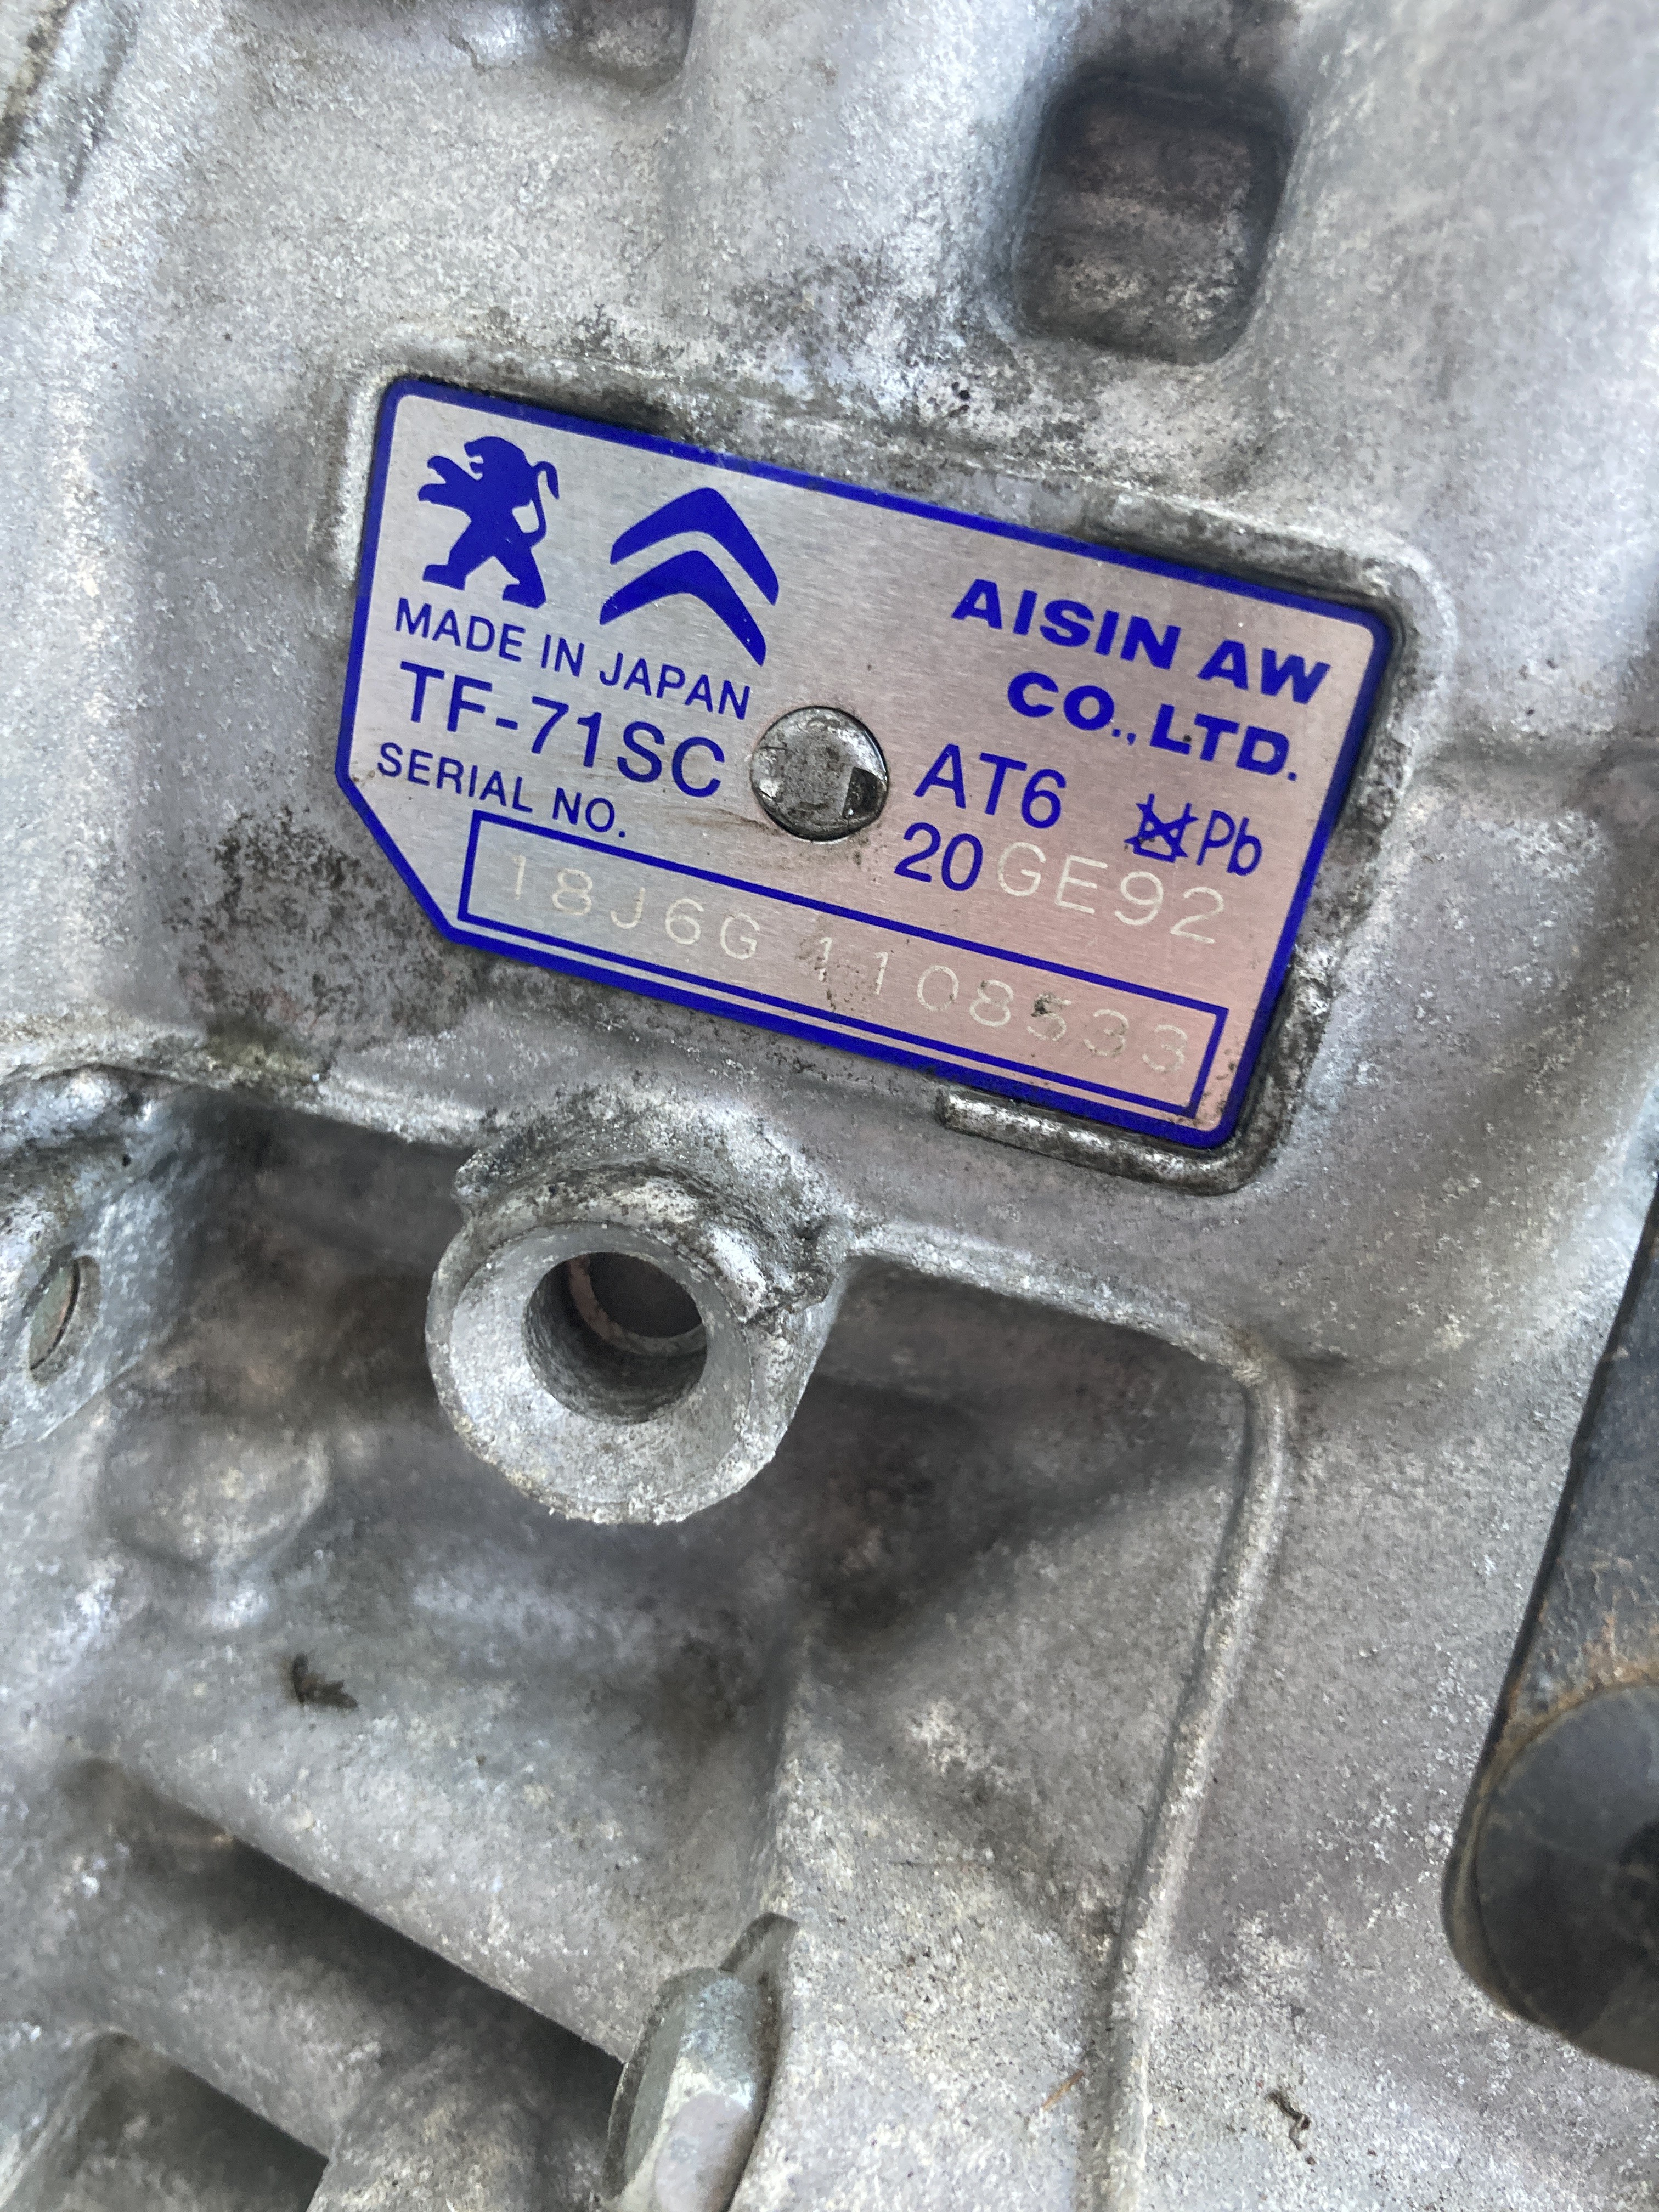 MADE IN JAPAN
TF-71SC
SERIAL NO.
18J6G 1108533
AISIN AW
CO., LTD.
AT6
Pb
20GE92